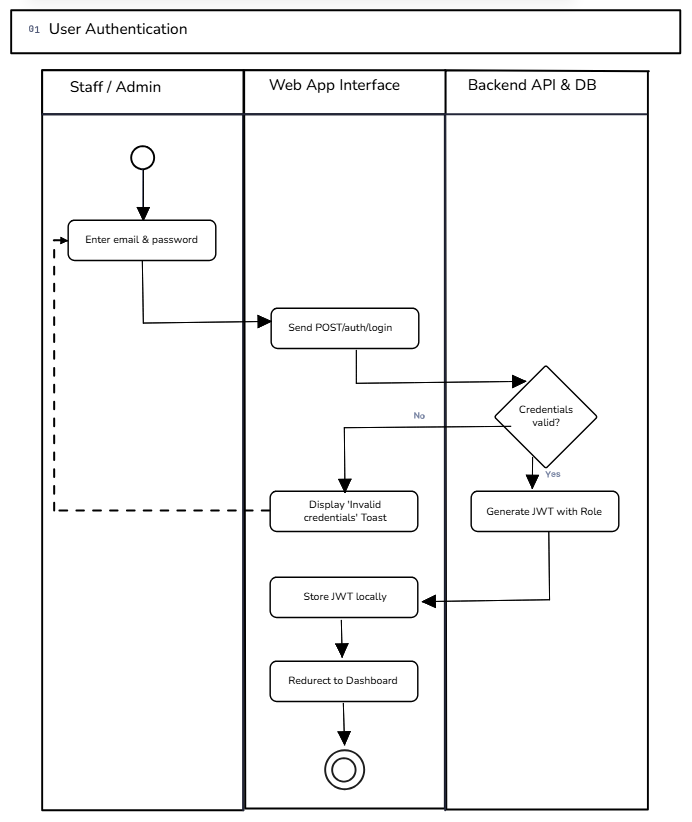 01 User Authentication
Staff / Admin
Web App Interface
Backend API & DB
Enter email & password
Send POST/auth/login
Credentials
valid?
No
Yes
Display 'Invalid
credentials' Toast
Generate JWT with Role
Store JWT locally
Redurect to Dashboard